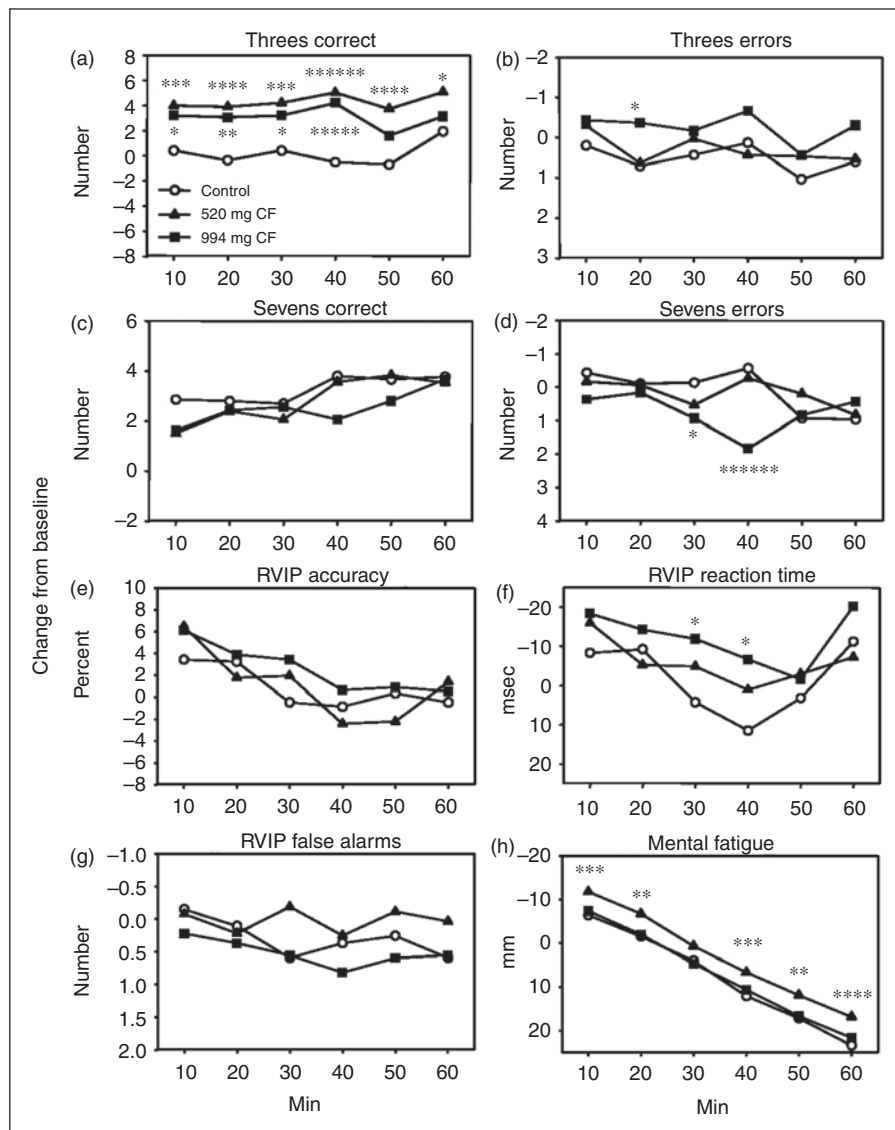 (a) Threes correct
8
6
4
2
0
−2
−4
−6
−8
Number
*** **** *** ****** **** *
* ** * *****
Control
520 mg CF
994 mg CF
10 20 30 40 50 60
(b) Threes errors
−2
−1
0
1
2
3
Number
*
10 20 30 40 50 60
(c) Sevens correct
6
4
2
0
−2
Number
10 20 30 40 50 60
(d) Sevens errors
−2
−1
0
1
2
3
4
Number
*
******
10 20 30 40 50 60
Change from baseline
(e) RVIP accuracy
10
8
6
4
2
0
−2
−4
−6
−8
Percent
10 20 30 40 50 60
RVIP reaction time (f)
−20
−10
0
10
20
msec
* *
10 20 30 40 50 60
(g) RVIP false alarms
−1.0
−0.5
0.0
0.5
1.0
1.5
2.0
Number
10 20 30 40 50 60
Min
(h) Mental fatigue
−20
−10
0
10
20
mm
*** ** *** ** ****
10 20 30 40 50 60
Min